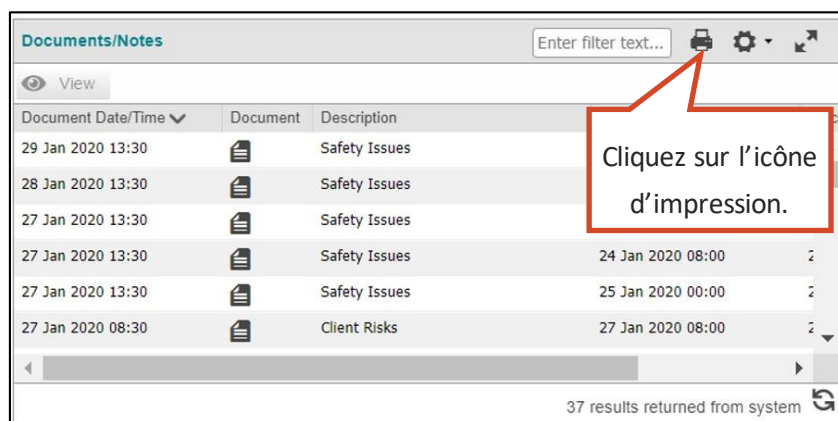 Documents/Notes Enter filter text...
View
Document Date/Time Document Description
29 Jan 2020 13:30 Safety Issues
28 Jan 2020 13:30 Safety Issues
27 Jan 2020 13:30 Safety Issues
27 Jan 2020 13:30 Safety Issues 24 Jan 2020 08:00
27 Jan 2020 13:30 Safety Issues 25 Jan 2020 00:00
27 Jan 2020 08:30 Client Risks 27 Jan 2020 08:00
Cliquez sur l’icône
d’impression.
37 results returned from system